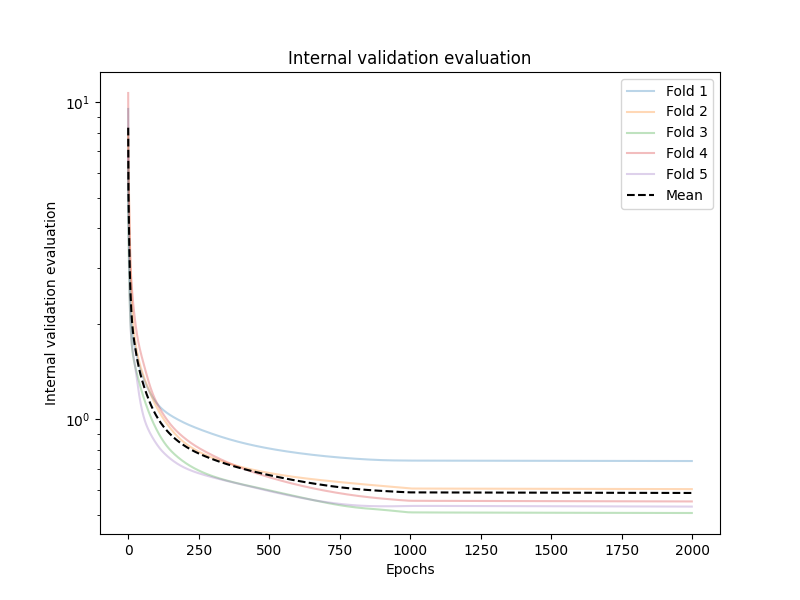 Internal validation evaluation
Internal validation evaluation
10¹
10⁰
Fold 1
Fold 2
Fold 3
Fold 4
Fold 5
Mean
0 250 500 750 1000 1250 1500 1750 2000
Epochs